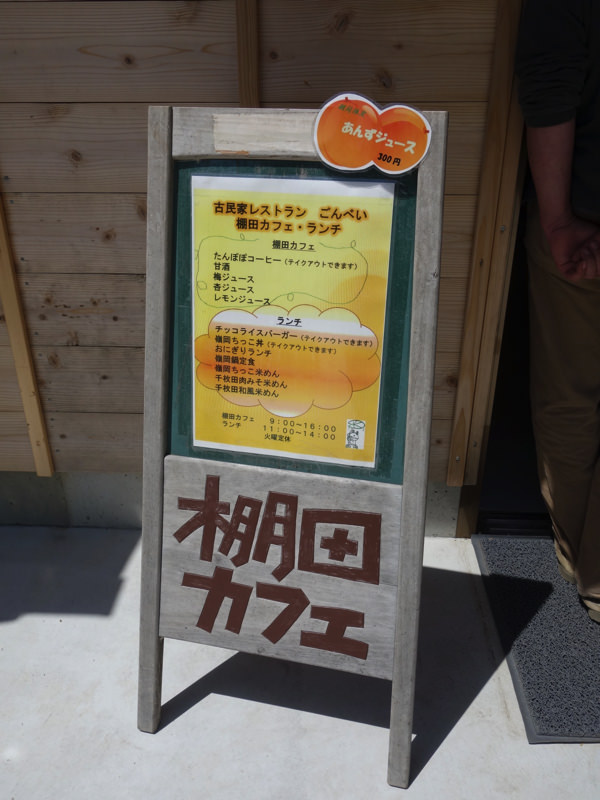 あんずジュース
300円
古民家レストラン　ごんべい
棚田カフェ・ランチ
棚田カフェ
たんぽぽコーヒー(テイクアウトできます)
甘酒
梅ジュース
杏ジュース
レモンジュース
ランチ
チッコライスバーガー(テイクアウトできます)
嶺岡ちっこ丼(テイクアウトできます)
おにぎりランチ
嶺岡鍋定食
嶺岡ちっこ米めん
千枚田肉みそ米めん
千枚田和風米めん
棚田カフェ　9:00~16:00
ランチ　11:00~14:00
火曜定休
棚田
カフェ